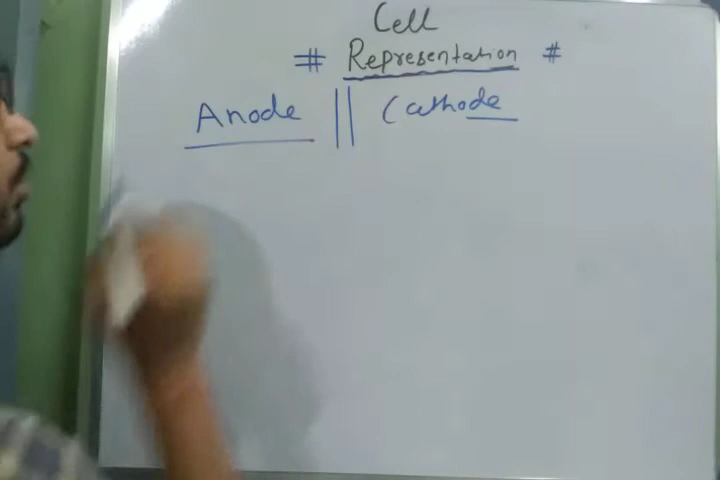 Cell
# Representation #
Anode || Cathode